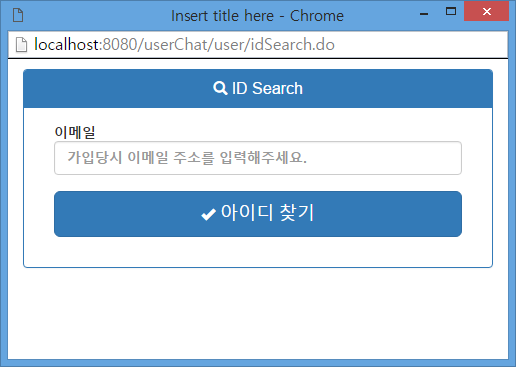 Insert title here - Chrome
localhost:8080/userChat/user/idSearch.do
ID Search
이메일
가입당시 이메일 주소를 입력해주세요.
아이디 찾기